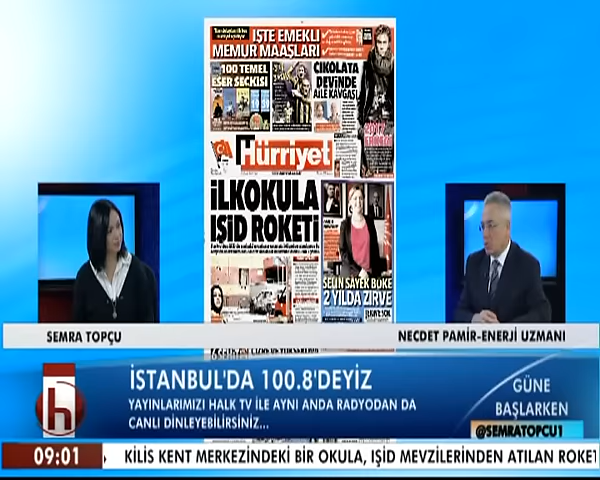 İŞTE EMEKLİ
MEMUR MAAŞLARI
100 TEMEL
ESER SEÇKİSİ
ÇİKOLATA
DEVİNDE
AİLE KAVGASI
Hürriyet
İLKOKULA
IŞİD ROKETİ
SELİN SAYEK BÖKE
2 YILDA ZİRVE
SEMRA TOPÇU
NECDET PAMİR-ENERJİ UZMANI
İSTANBUL'DA 100.8'DEYİZ
YAYINLARIMIZI HALK TV İLE AYNI ANDA RADYODAN DA
CANLI DİNLEYEBİLİRSİNİZ...
h
GÜNE
BAŞLARKEN
@SEMRATOPCU1
09:01
KİLİS KENT MERKEZİNDEKİ BİR OKULA, IŞİD MEVZİLERİNDEN ATILAN ROKET